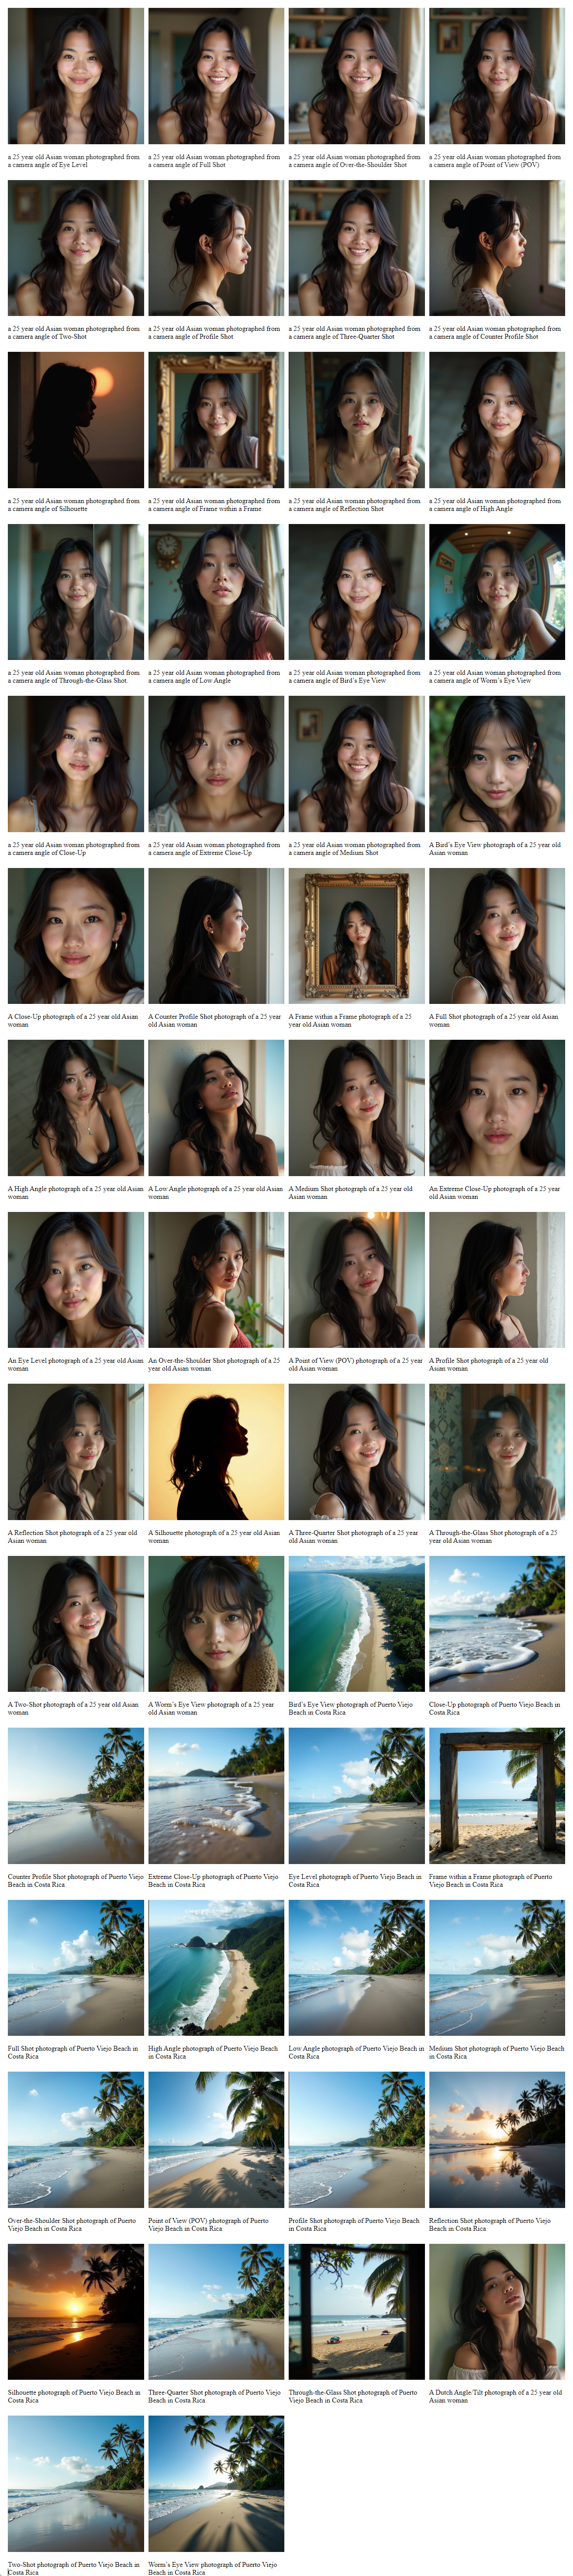 a 25 year old Asian woman photographed from
a camera angle of Eye Level
a 25 year old Asian woman photographed from
a camera angle of Full Shot
a 25 year old Asian woman photographed from
a camera angle of Over-the-Shoulder Shot
a 25 year old Asian woman photographed from
a camera angle of Point of View (POV)
a 25 year old Asian woman photographed from
a camera angle of Two-Shot
a 25 year old Asian woman photographed from
a camera angle of Profile Shot
a 25 year old Asian woman photographed from
a camera angle of Three-Quarter Shot
a 25 year old Asian woman photographed from
a camera angle of Counter Profile Shot
a 25 year old Asian woman photographed from
a camera angle of Silhouette
a 25 year old Asian woman photographed from
a camera angle of Frame within a Frame
a 25 year old Asian woman photographed from
a camera angle of Reflection Shot
a 25 year old Asian woman photographed from
a camera angle of High Angle
a 25 year old Asian woman photographed from
a camera angle of Through-the-Glass Shot
a 25 year old Asian woman photographed from
a camera angle of Low Angle
a 25 year old Asian woman photographed from
a camera angle of Bird's Eye View
a 25 year old Asian woman photographed from
a camera angle of Worm's Eye View
a 25 year old Asian woman photographed from
a camera angle of Close-Up
a 25 year old Asian woman photographed from
a camera angle of Extreme Close-Up
a 25 year old Asian woman photographed from
a camera angle of Medium Shot
A Bird's Eye View photograph of a 25 year old
Asian woman
A Close-Up photograph of a 25 year old Asian
woman
A Counter Profile Shot photograph of a 25 year
old Asian woman
A Frame within a Frame photograph of a 25
year old Asian woman
A Full Shot photograph of a 25 year old Asian
woman
A High Angle photograph of a 25 year old Asian
woman
A Low Angle photograph of a 25 year old Asian
woman
A Medium Shot photograph of a 25 year old
Asian woman
An Extreme Close-Up photograph of a 25 year
old Asian woman
An Eye Level photograph of a 25 year old Asian
woman
An Over-the-Shoulder Shot photograph of a 25
year old Asian woman
A Point of View (POV) photograph of a 25 year
old Asian woman
A Profile Shot photograph of a 25 year old
Asian woman
A Reflection Shot photograph of a 25 year old
Asian woman
A Silhouette photograph of a 25 year old Asian
woman
A Three-Quarter Shot photograph of a 25 year
old Asian woman
A Through-the-Glass Shot photograph of a 25
year old Asian woman
A Two-Shot photograph of a 25 year old Asian
woman
A Worm's Eye View photograph of a 25 year
old Asian woman
Bird's Eye View photograph of Puerto Viejo
Beach in Costa Rica
Close-Up photograph of Puerto Viejo Beach in
Costa Rica
Counter Profile Shot photograph of Puerto Viejo
Beach in Costa Rica
Extreme Close-Up photograph of Puerto Viejo
Beach in Costa Rica
Eye Level photograph of Puerto Viejo Beach in
Costa Rica
Frame within a Frame photograph of Puerto
Viejo Beach in Costa Rica
Full Shot photograph of Puerto Viejo Beach in
Costa Rica
High Angle photograph of Puerto Viejo Beach
in Costa Rica
Low Angle photograph of Puerto Viejo Beach in
Costa Rica
Medium Shot photograph of Puerto Viejo Beach
in Costa Rica
Over-the-Shoulder Shot photograph of Puerto
Viejo Beach in Costa Rica
Point of View (POV) photograph of Puerto
Viejo Beach in Costa Rica
Profile Shot photograph of Puerto Viejo Beach
in Costa Rica
Reflection Shot photograph of Puerto Viejo
Beach in Costa Rica
Silhouette photograph of Puerto Viejo Beach in
Costa Rica
Three-Quarter Shot photograph of Puerto Viejo
Beach in Costa Rica
Through-the-Glass Shot photograph of Puerto
Viejo Beach in Costa Rica
A Dutch Angle/Tilt photograph of a 25 year old
Asian woman
Two-Shot photograph of Puerto Viejo Beach in
Costa Rica
Worm's Eye View photograph of Puerto Viejo
Beach in Costa Rica